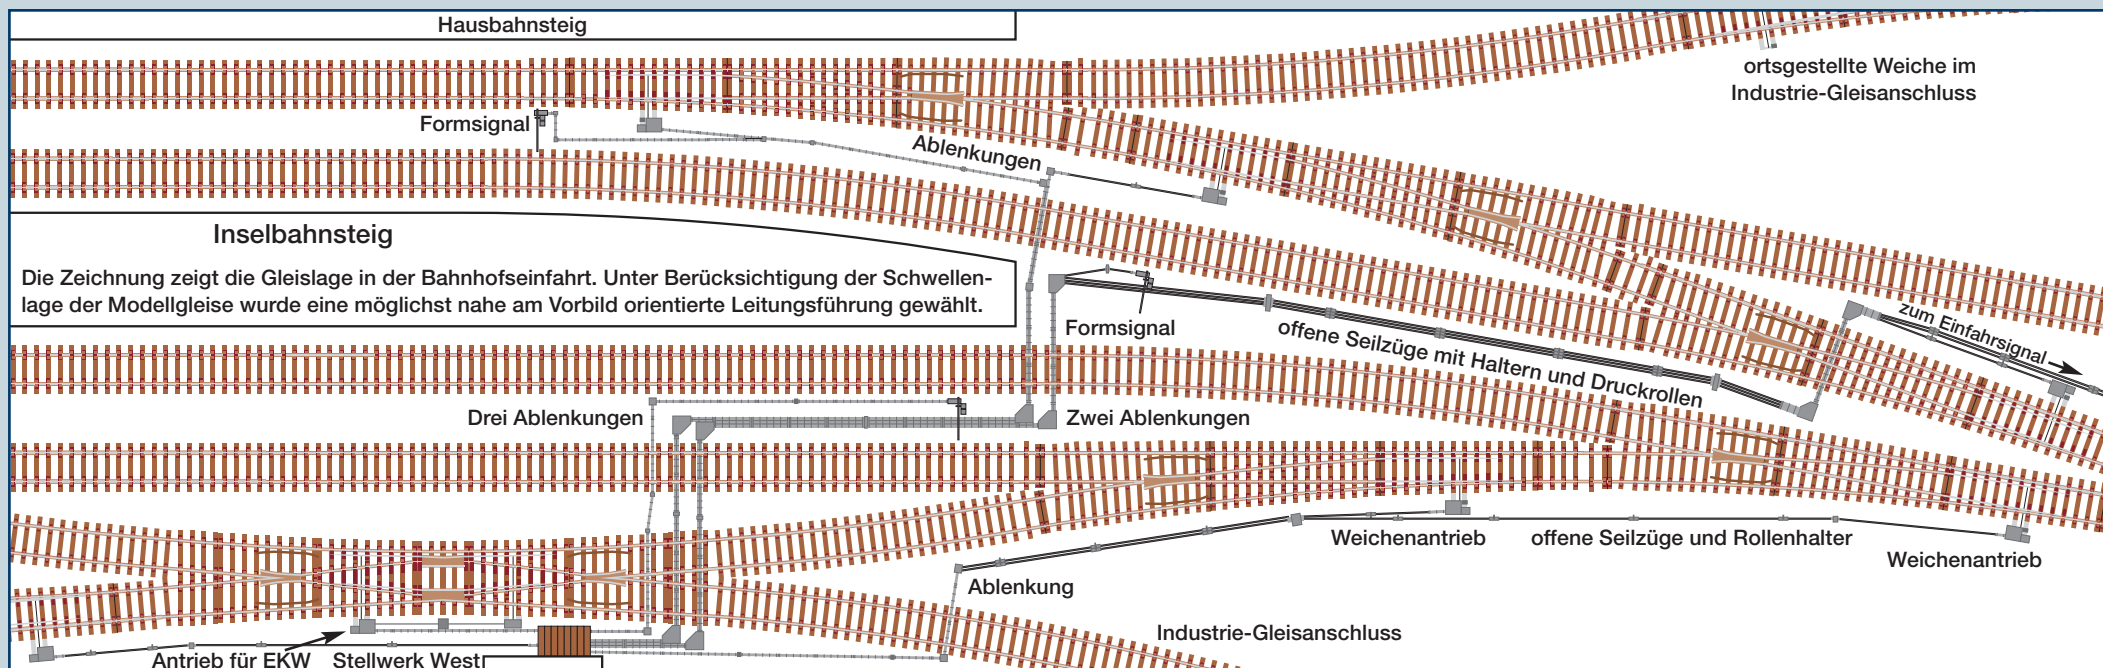 Hausbahnsteig
ortsgestellte Weiche im
Industrie-Gleisanschluss
Formsignal
Ablenkungen
Inselbahnsteig
Die Zeichnung zeigt die Gleislage in der Bahnhofseinfahrt. Unter Berücksichtigung der Schwellen-
lage der Modellgleise wurde eine möglichst nahe am Vorbild orientierte Leitungsführung gewählt.
Formsignal
offene Seilzüge mit Haltern und Druckrollen
zum Einfahrsignal
Drei Ablenkungen
Zwei Ablenkungen
Weichenantrieb
offene Seilzüge und Rollenhalter
Weichenantrieb
Ablenkung
Industrie-Gleisanschluss
Antrieb für EKW
Stellwerk West